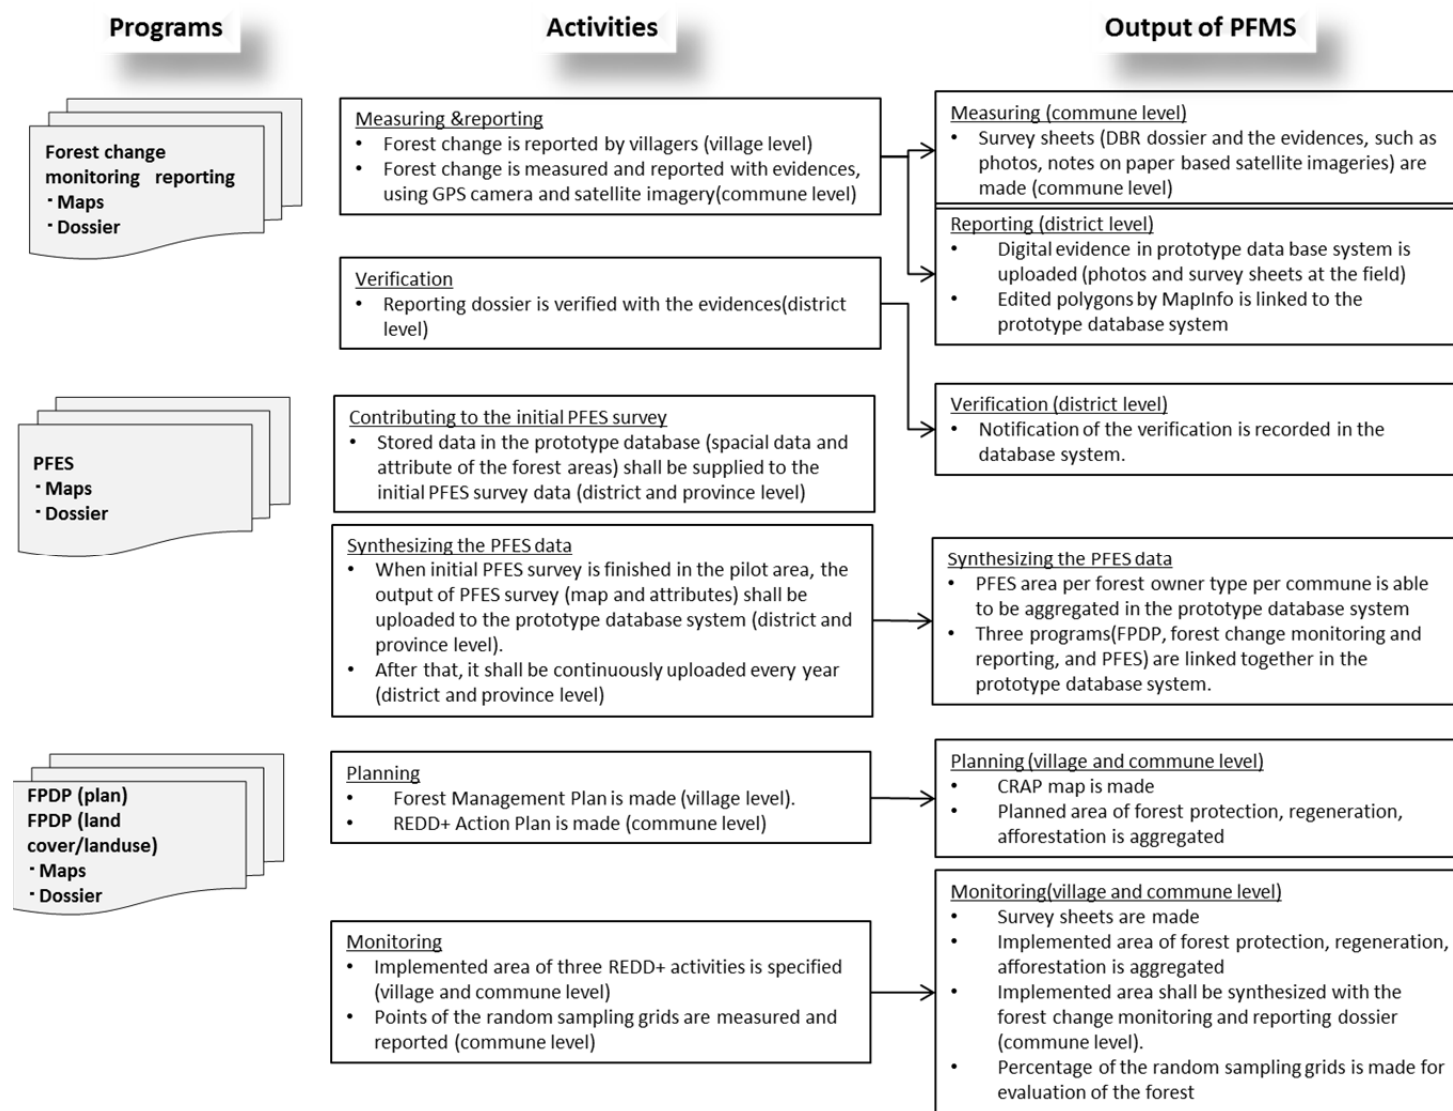 Programs
Activities
Output of PFMS
Forest change
monitoring reporting
· Maps
· Dossier
Measuring &reporting
• Forest change is reported by villagers (village level)
• Forest change is measured and reported with evidences,
using GPS camera and satellite imagery(commune level)
Measuring (commune level)
• Survey sheets (DBR dossier and the evidences, such as
photos, notes on paper based satellite imageries) are
made (commune level)
Reporting (district level)
• Digital evidence in prototype data base system is
uploaded (photos and survey sheets at the field)
• Edited polygons by MapInfo is linked to the
prototype database system
Verification
• Reporting dossier is verified with the evidences(district
level)
Verification (district level)
• Notification of the verification is recorded in the
database system.
PFES
· Maps
· Dossier
Contributing to the initial PFES survey
• Stored data in the prototype database (spacial data and
attribute of the forest areas) shall be supplied to the
initial PFES survey data (district and province level)
Synthesizing the PFES data
• When initial PFES survey is finished in the pilot area, the
output of PFES survey (map and attributes) shall be
uploaded to the prototype database system (district and
province level).
• After that, it shall be continuously uploaded every year
(district and province level)
Synthesizing the PFES data
• PFES area per forest owner type per commune is able
to be aggregated in the prototype database system
• Three programs(FPDP, forest change monitoring and
reporting, and PFES) are linked together in the
prototype database system.
FPDP (plan)
FPDP (land
cover/landuse)
· Maps
· Dossier
Planning
• Forest Management Plan is made (village level).
• REDD+ Action Plan is made (commune level)
Planning (village and commune level)
• CRAP map is made
• Planned area of forest protection, regeneration,
afforestation is aggregated
Monitoring
• Implemented area of three REDD+ activities is specified
(village and commune level)
• Points of the random sampling grids are measured and
reported (commune level)
Monitoring(village and commune level)
• Survey sheets are made
• Implemented area of forest protection, regeneration,
afforestation is aggregated
• Implemented area shall be synthesized with the
forest change monitoring and reporting dossier
(commune level).
• Percentage of the random sampling grids is made for
evaluation of the forest